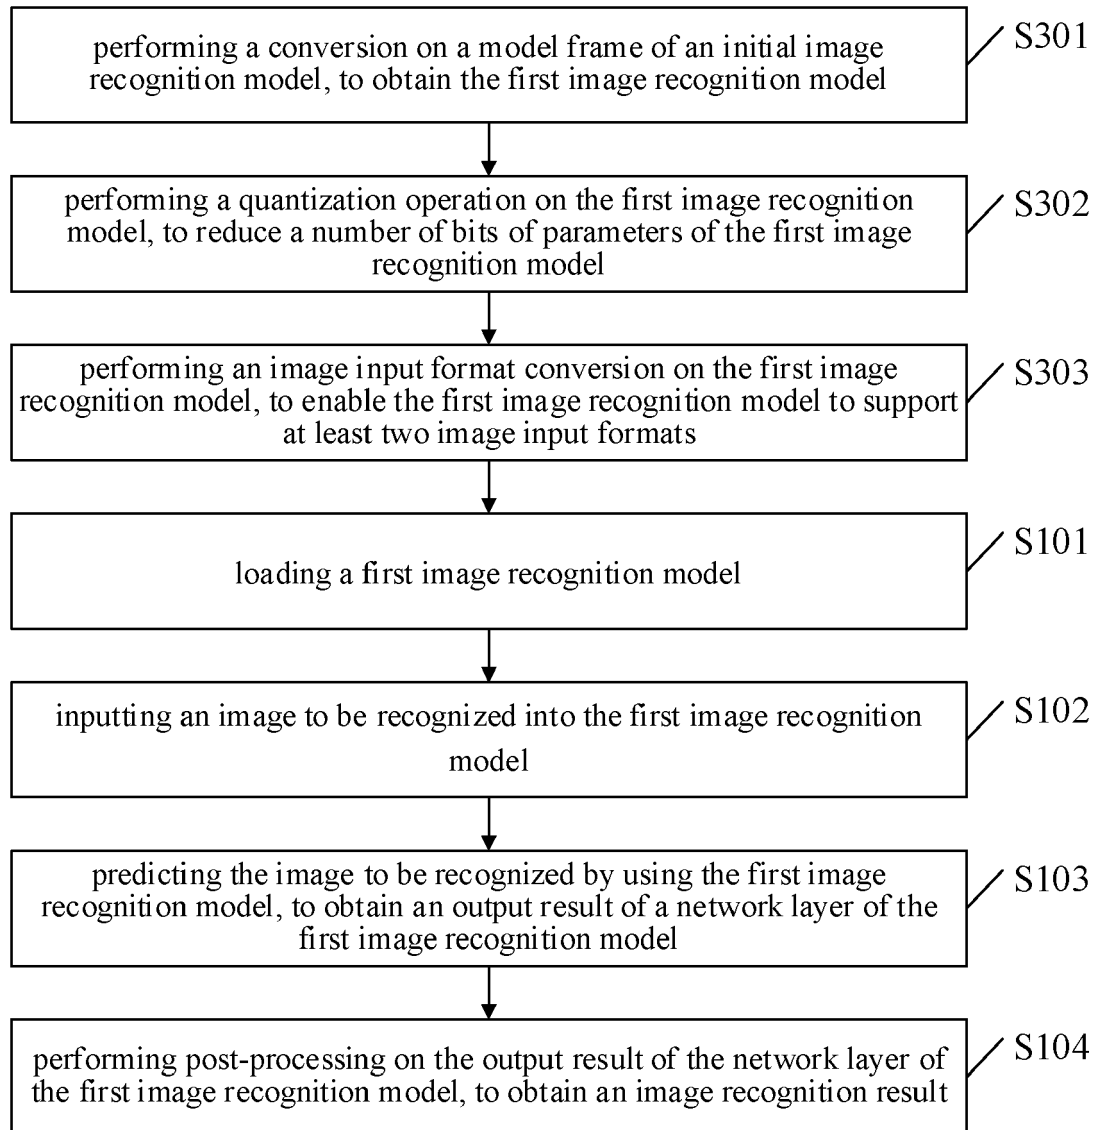 performing a conversion on a model frame of an initial image
recognition model, to obtain the first image recognition model
S301
performing a quantization operation on the first image recognition
model, to reduce a number of bits of parameters of the first image
recognition model
S302
performing an image input format conversion on the first image
recognition model, to enable the first image recognition model to support
at least two image input formats
S303
loading a first image recognition model
S101
inputting an image to be recognized into the first image recognition
model
S102
predicting the image to be recognized by using the first image
recognition model, to obtain an output result of a network layer of the
first image recognition model
S103
performing post-processing on the output result of the network layer of
the first image recognition model, to obtain an image recognition result
S104